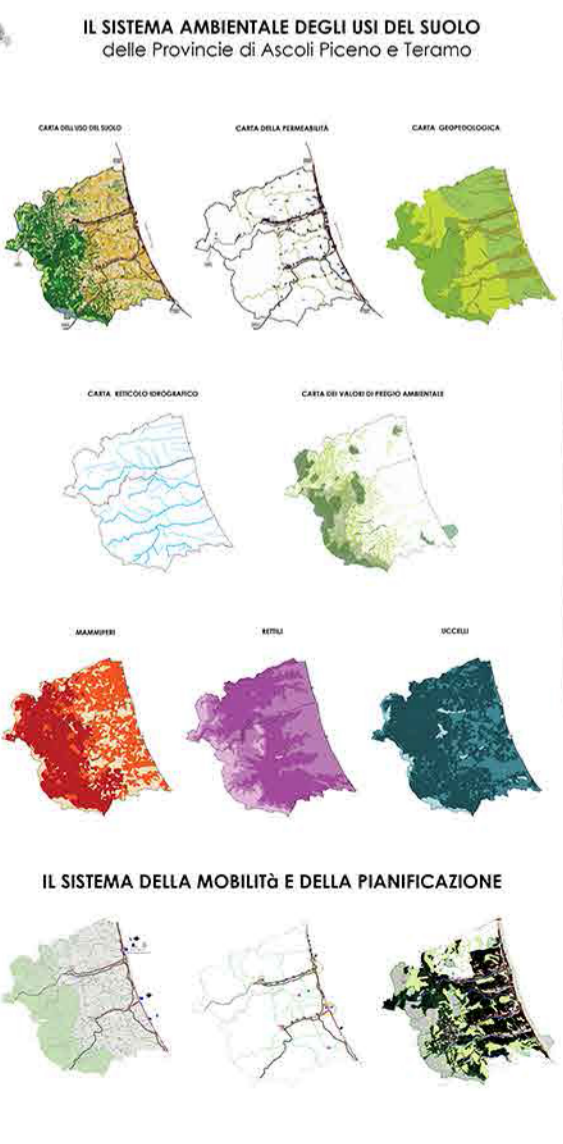 IL SISTEMA AMBIENTALE DEGLI USI DEL SUOLO
delle Provincie di Ascoli Piceno e Teramo
CARTA DELL'USO DEL SUOLO
CARTA DELLA PERMEABILITÀ
CARTA GEOPEDOLOGICA
CARTA RETICOLO IDROGRAFICO
CARTA DEI VALORI DI PREGIO AMBIENTALE
MAMMIFERI
RETTILI
UCCELLI
IL SISTEMA DELLA MOBILITà E DELLA PIANIFICAZIONE